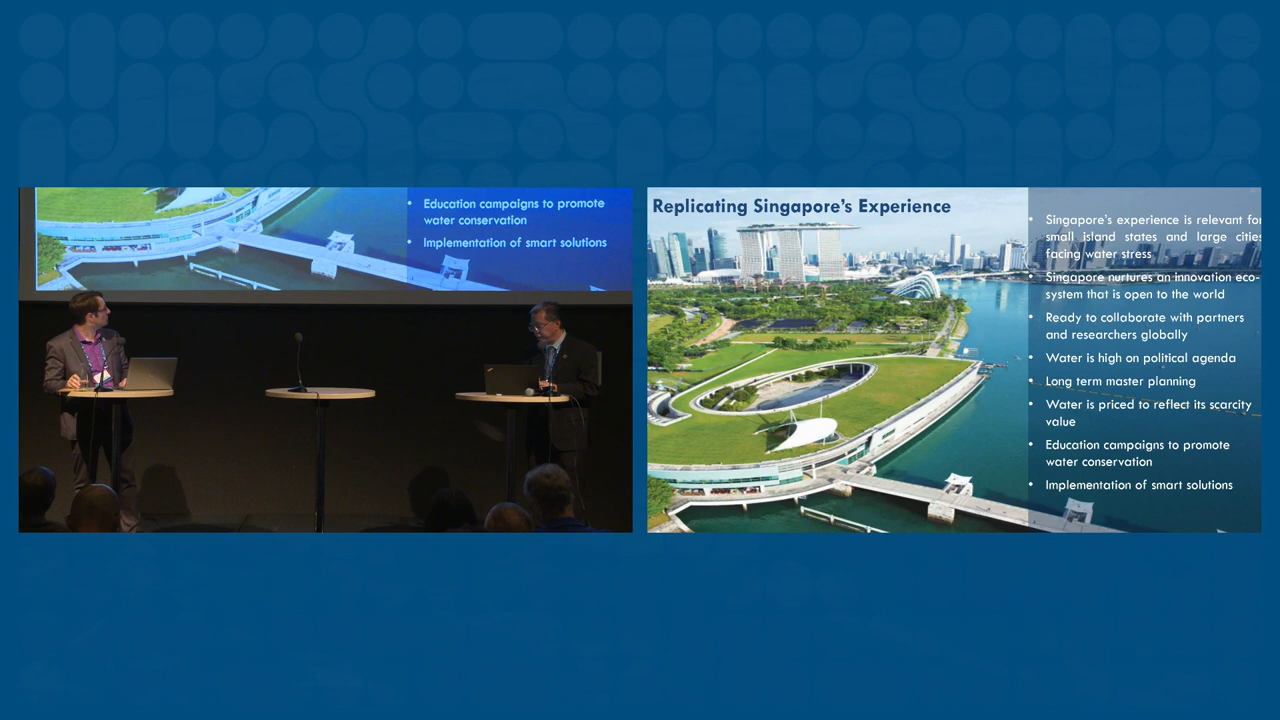 Education campaigns to promote
water conservation
Implementation of smart solutions
Replicating Singapore's Experience
Singapore's experience is relevant for
small island states and large cities
facing water stress
Singapore nurtures an innovation eco-
system that is open to the world
Ready to collaborate with partners
and researchers globally
Water is high on political agenda
Long term master planning
Water is priced to reflect its scarcity
value
Education campaigns to promote
water conservation
Implementation of smart solutions